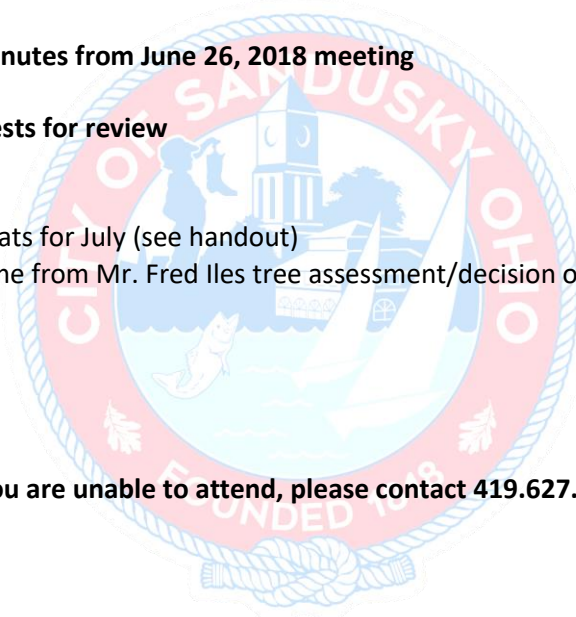 nutes from June 26, 2018 meeting
ests for review
ats for July (see handout)
ne from Mr. Fred Iles tree assessment/decision o
ou are unable to attend, please contact 419.627.
CITY OF SANDUSKY OHIO
FOUNDED 1818